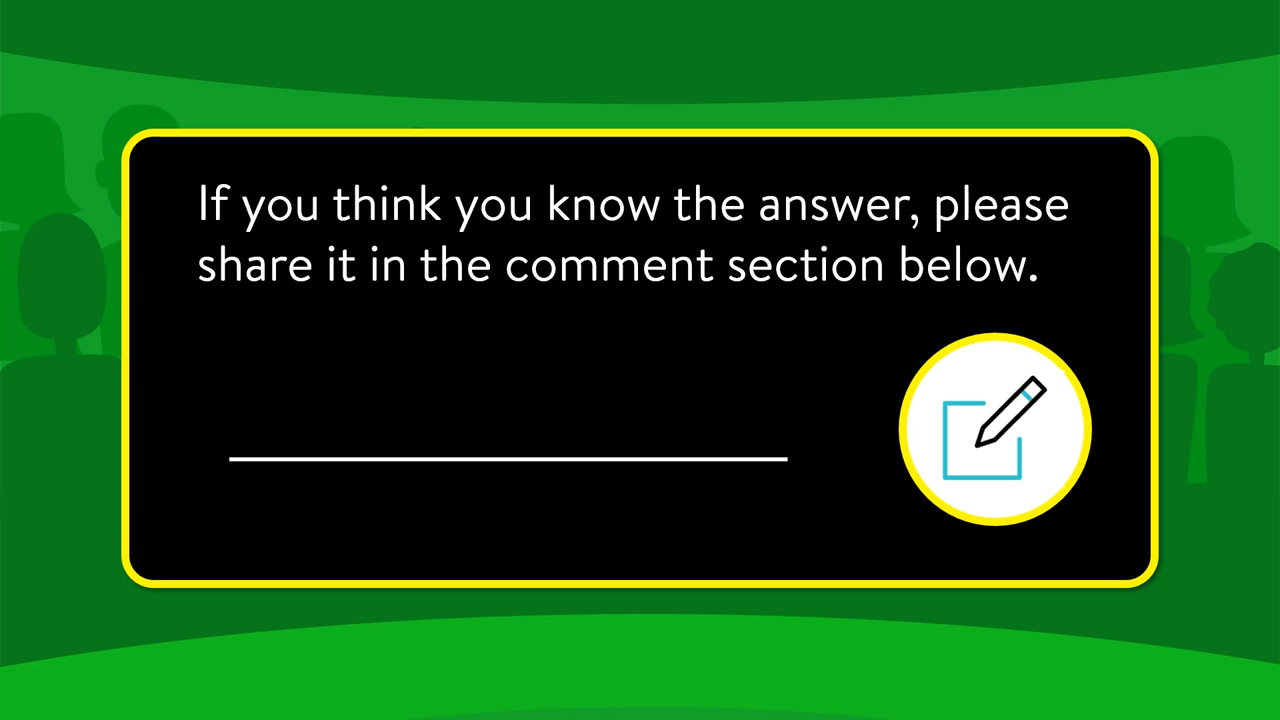 If you think you know the answer, please
share it in the comment section below.